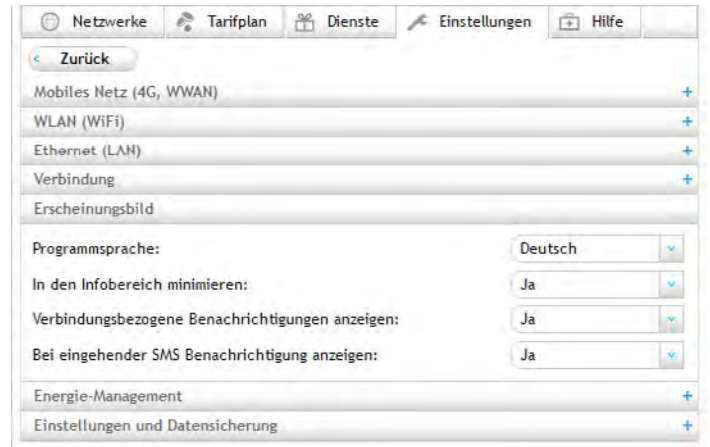 Netzwerke Tarifplan Dienste Einstellungen Hilfe
Zurück
Mobiles Netz (4G, WWAN)
WLAN (WiFi)
Ethernet (LAN)
Verbindung
Erscheinungsbild
Programmsprache: Deutsch
In den Infobereich minimieren: Ja
Verbindungsbezogene Benachrichtigungen anzeigen: Ja
Bei eingehender SMS Benachrichtigung anzeigen: Ja
Energie-Management
Einstellungen und Datensicherung